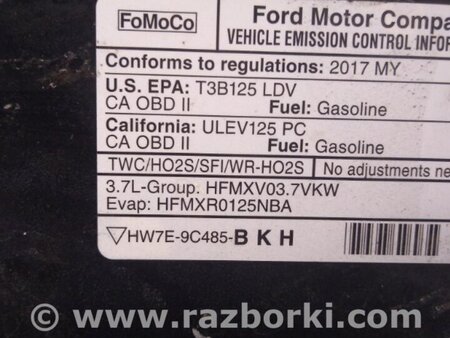 FoMoCo
Ford Motor Compa
VEHICLE EMISSION CONTROL INFOR
Conforms to regulations: 2017 MY
U.S. EPA: T3B125 LDV
CA OBD II Fuel: Gasoline
California: ULEV125 PC
CA OBD II Fuel: Gasoline
TWC/HO2S/SFI/WR-HO2S No adjustments ne
3.7L-Group. HFMXV03.7VKW
Evap: HFMXR0125NBA
HW7E-9C485-B K H
© www.razborki.com